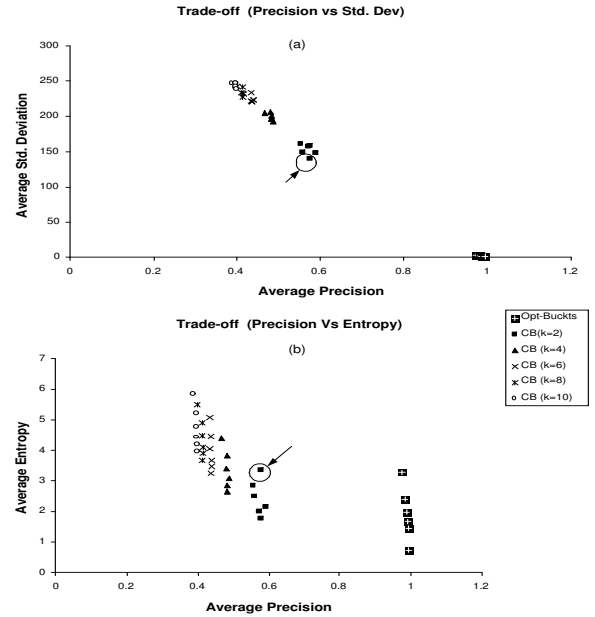 Trade-off (Precision vs Std. Dev)
(a)
300
250
200
150
100
50
0
0 0.2 0.4 0.6 0.8 1 1.2
Average Std. Deviation
Average Precision
Trade-off (Precision Vs Entropy)
(b)
7
6
5
4
3
2
1
0
0 0.2 0.4 0.6 0.8 1 1.2
Average Entropy
Average Precision
Opt-Buckts
CB(k=2)
CB (k=4)
CB (k=6)
CB (k=8)
CB (k=10)